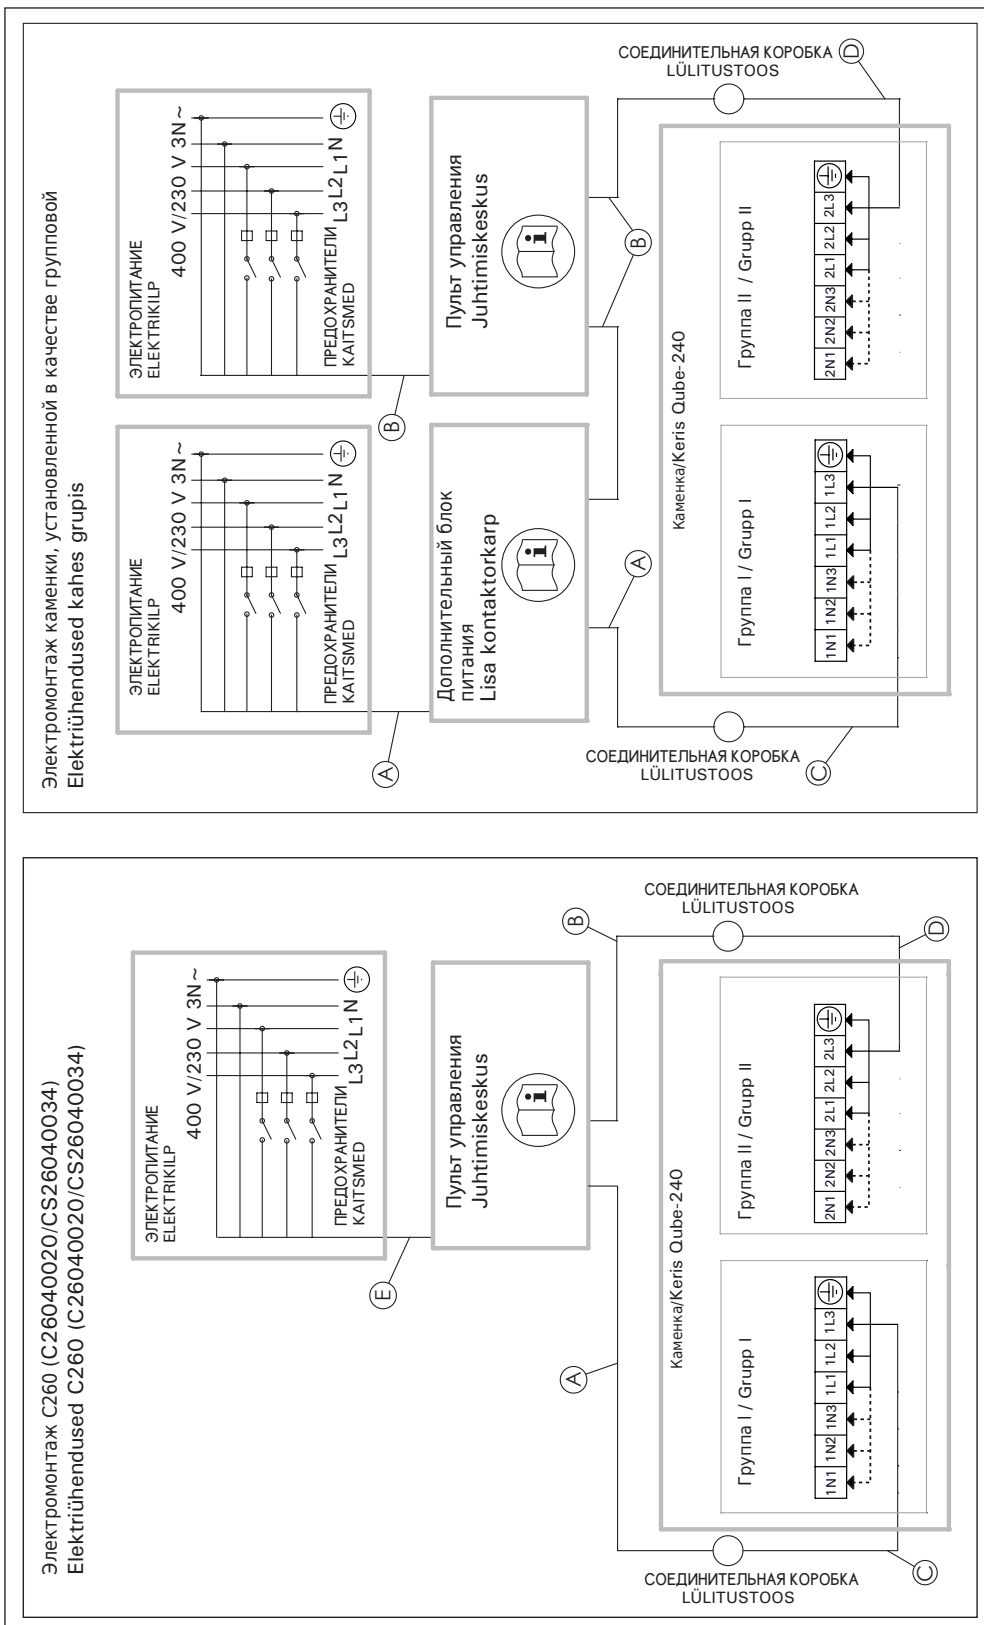 Электромонтаж каменки, установленной в качестве групповой
Elektriühendused kahes grupis
ЭЛЕКТРОПИТАНИЕ
ELEKTRIKILP
400 V/230 V 3N~
L3 L2 L1 N
ПРЕДОХРАНИТЕЛИ
KAITSMED
A
Дополнительный блок
питания
Lisa kontaktorkarp
i
A
ЭЛЕКТРОПИТАНИЕ
ELEKTRIKILP
400 V/230 V 3N~
L3 L2 L1 N
ПРЕДОХРАНИТЕЛИ
KAITSMED
B
Пульт управления
Juhtimiskeskus
i
B
СОЕДИНИТЕЛЬНАЯ КОРОБКА
LÜLITUSTOOS
C
СОЕДИНИТЕЛЬНАЯ КОРОБКА
LÜLITUSTOOS
D
Каменка/Keris Qube-240
Группа I / Grupp I
1N1 1N2 1N3 1L1 1L2 1L3
Группа II / Grupp II
2N1 2N2 2N3 2L1 2L2 2L3
Электромонтаж C260 (C26040020/CS26040034)
Elektriühendused C260 (C26040020/CS26040034)
ЭЛЕКТРОПИТАНИЕ
ELEKTRIKILP
400 V/230 V 3N~
L3 L2 L1 N
ПРЕДОХРАНИТЕЛИ
KAITSMED
E
Пульт управления
Juhtimiskeskus
i
A
B
СОЕДИНИТЕЛЬНАЯ КОРОБКА
LÜLITUSTOOS
C
СОЕДИНИТЕЛЬНАЯ КОРОБКА
LÜLITUSTOOS
D
Каменка/Keris Qube-240
Группа I / Grupp I
1N1 1N2 1N3 1L1 1L2 1L3
Группа II / Grupp II
2N1 2N2 2N3 2L1 2L2 2L3